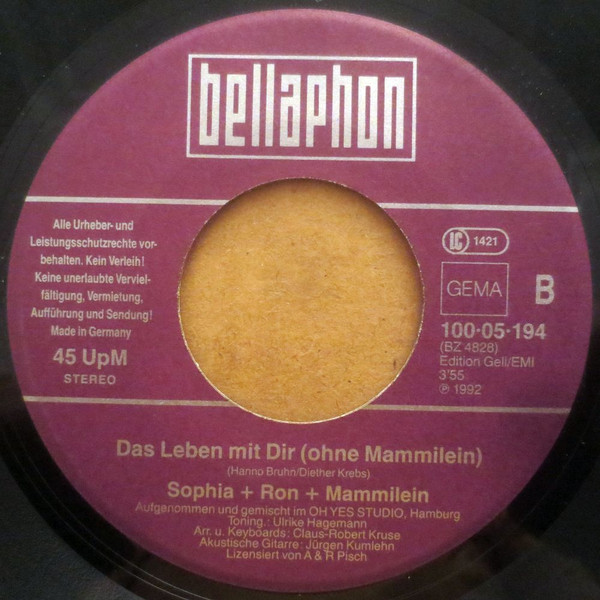 bellaphon
Alle Urheber- und
Leistungsschutzrechte vor-
behalten. Kein Verleih!
Keine unerlaubte Verviel-
fältigung, Vermietung,
Aufführung und Sendung!
Made in Germany
45 UpM
STEREO
LC 1421
GEMA
B
100·05·194
(BZ 4828)
Edition Geli/EMI
3'55
℗ 1992
Das Leben mit Dir (ohne Mammilein)
(Hanno Bruhn/Diether Krebs)
Sophia + Ron + Mammilein
Aufgenommen und gemischt im OH YES STUDIO, Hamburg
Toning.: Ulrike Hagemann
Arr. u. Keyboards: Claus-Robert Kruse
Akustische Gitarre: Jürgen Kumlehn
Lizensiert von A & R Pisch